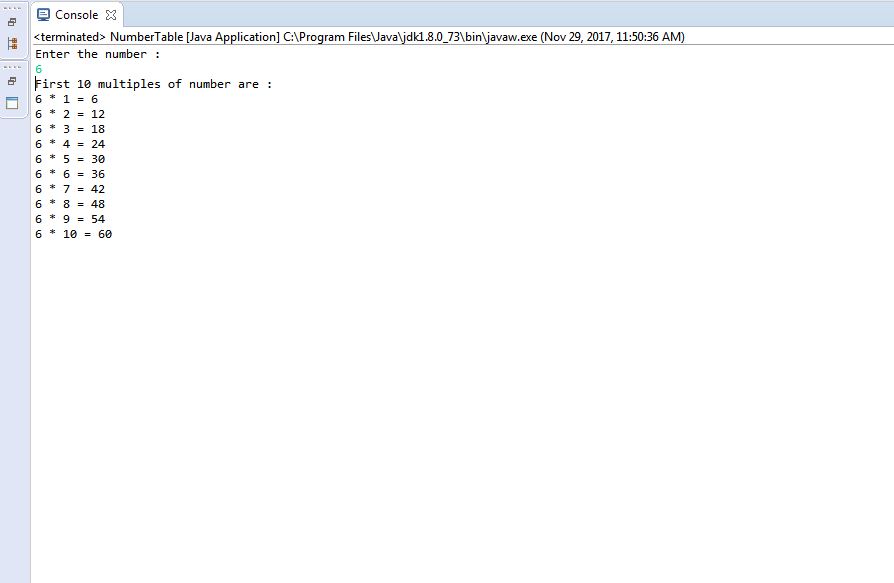 Console
<terminated> NumberTable [Java Application] C:\Program Files\Java\jdk1.8.0_73\bin\javaw.exe (Nov 29, 2017, 11:50:36 AM)
Enter the number :
6
First 10 multiples of number are :
6 * 1 = 6
6 * 2 = 12
6 * 3 = 18
6 * 4 = 24
6 * 5 = 30
6 * 6 = 36
6 * 7 = 42
6 * 8 = 48
6 * 9 = 54
6 * 10 = 60